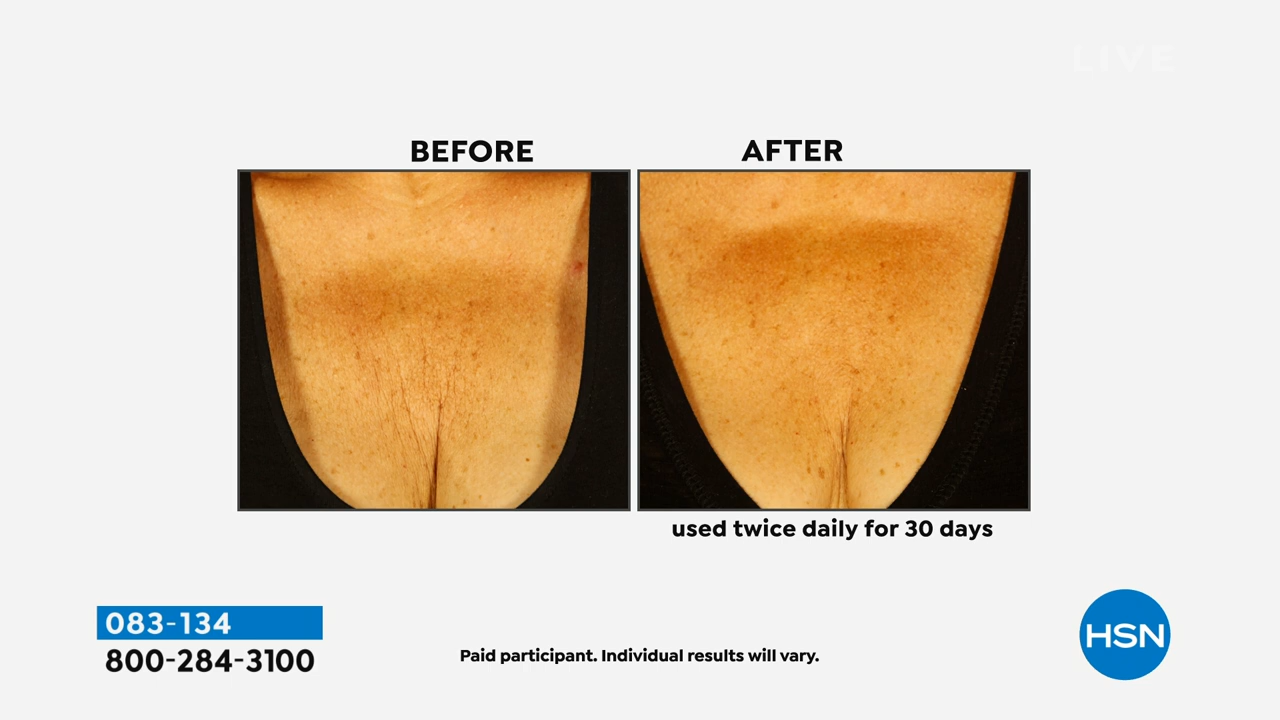 LIVE
BEFORE
AFTER
used twice daily for 30 days
083-134
800-284-3100
Paid participant. Individual results will vary.
HSN